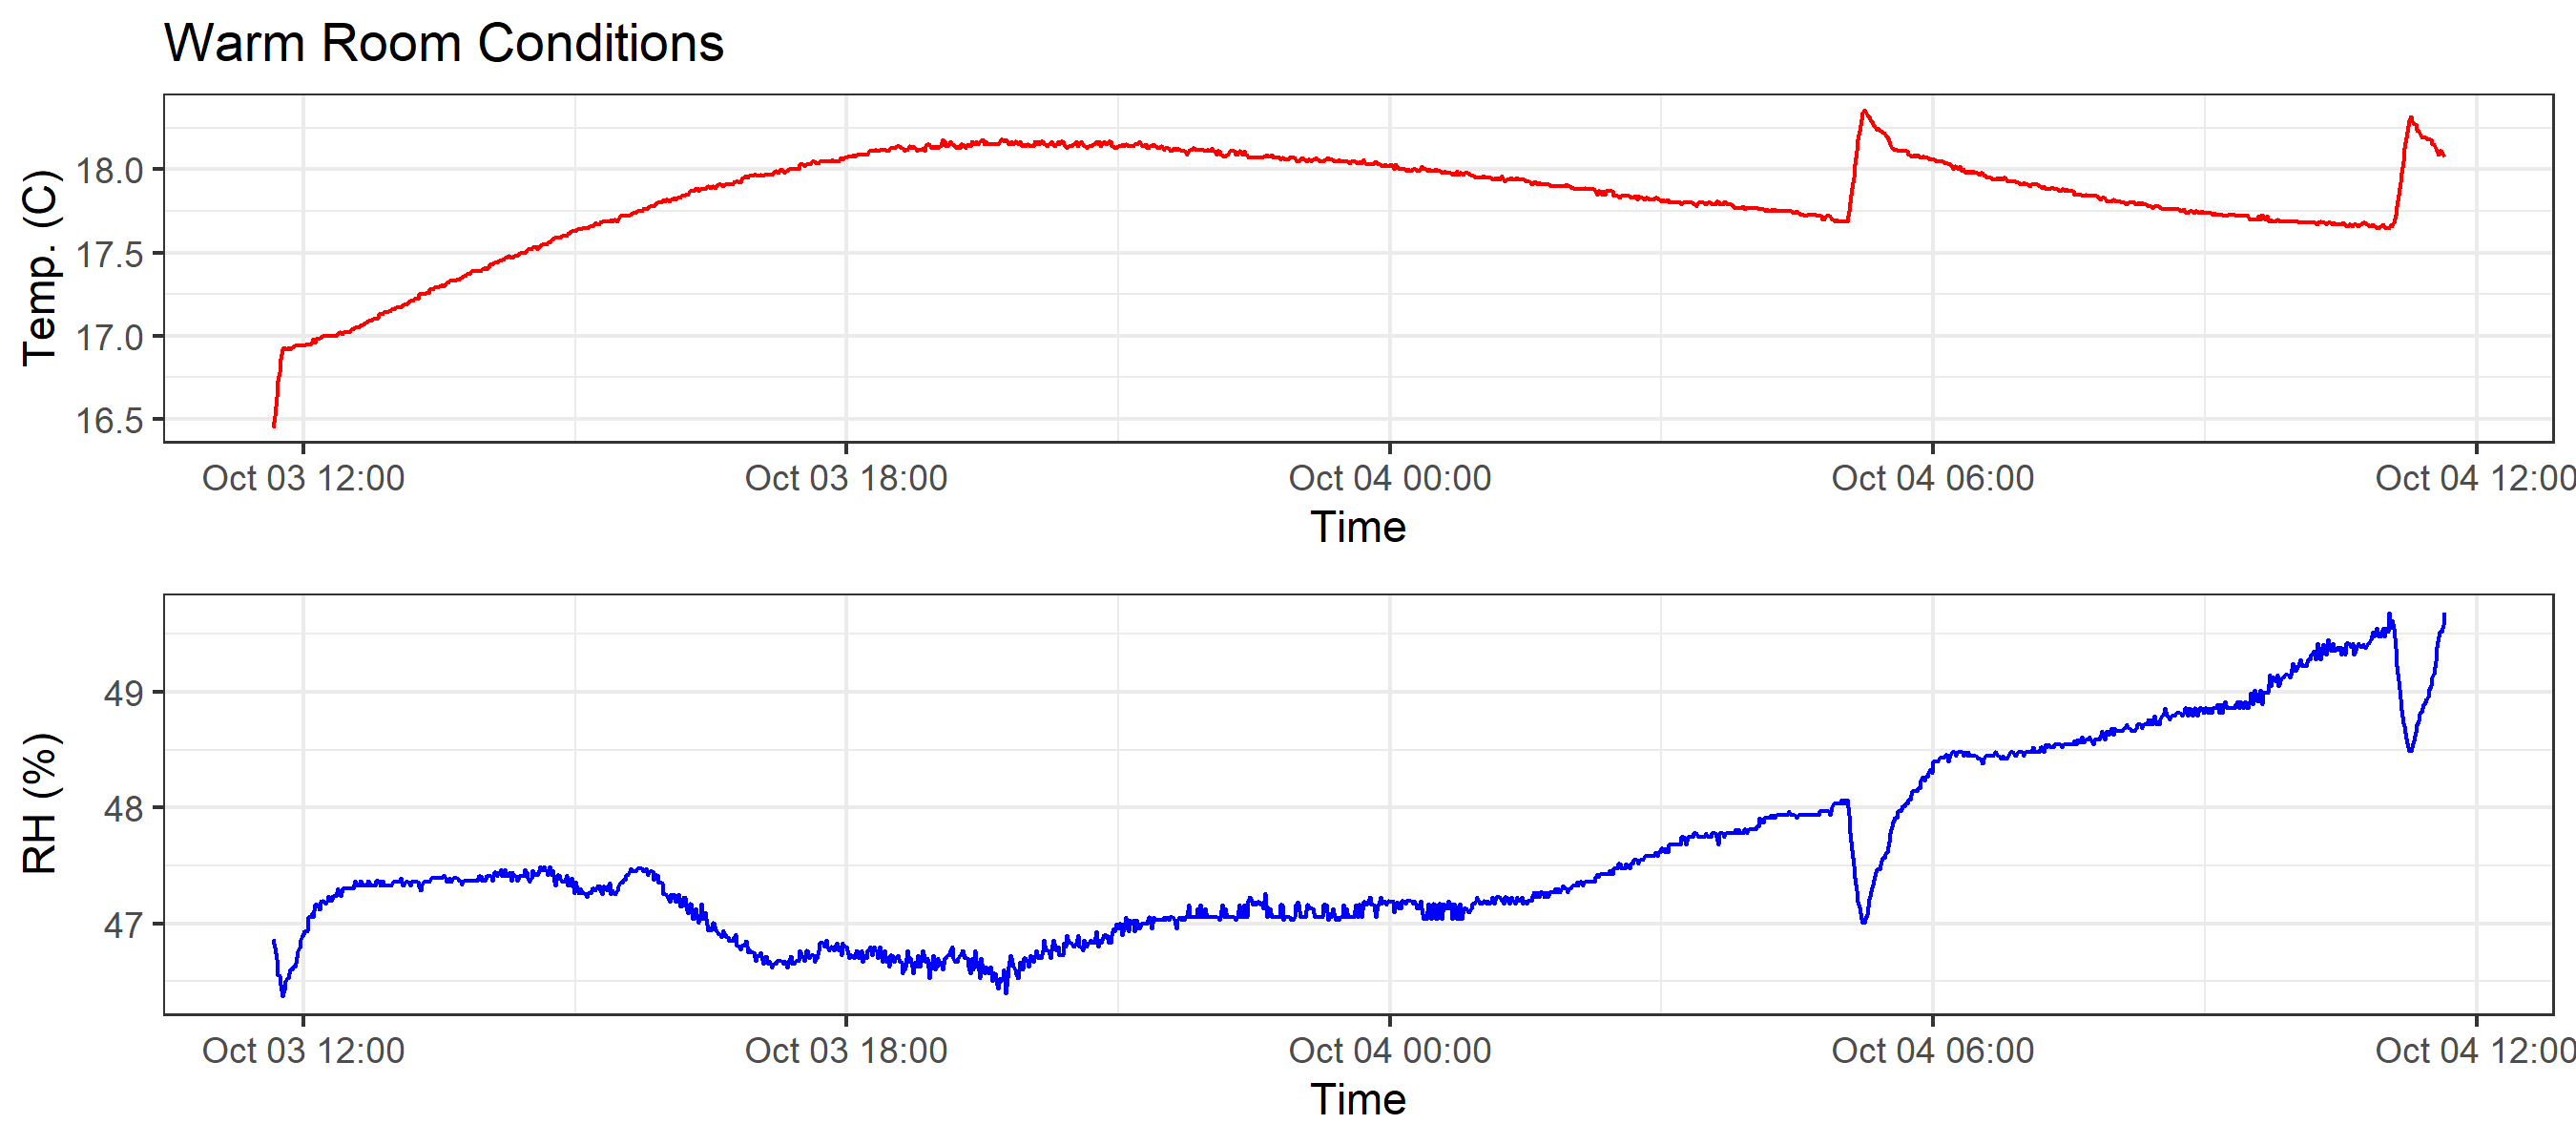 Warm Room Conditions
Temp. (C)
18.0
17.5
17.0
16.5
Oct 03 12:00 Oct 03 18:00 Oct 04 00:00 Oct 04 06:00 Oct 04 12:00
Time
RH (%)
49
48
47
Oct 03 12:00 Oct 03 18:00 Oct 04 00:00 Oct 04 06:00 Oct 04 12:00
Time